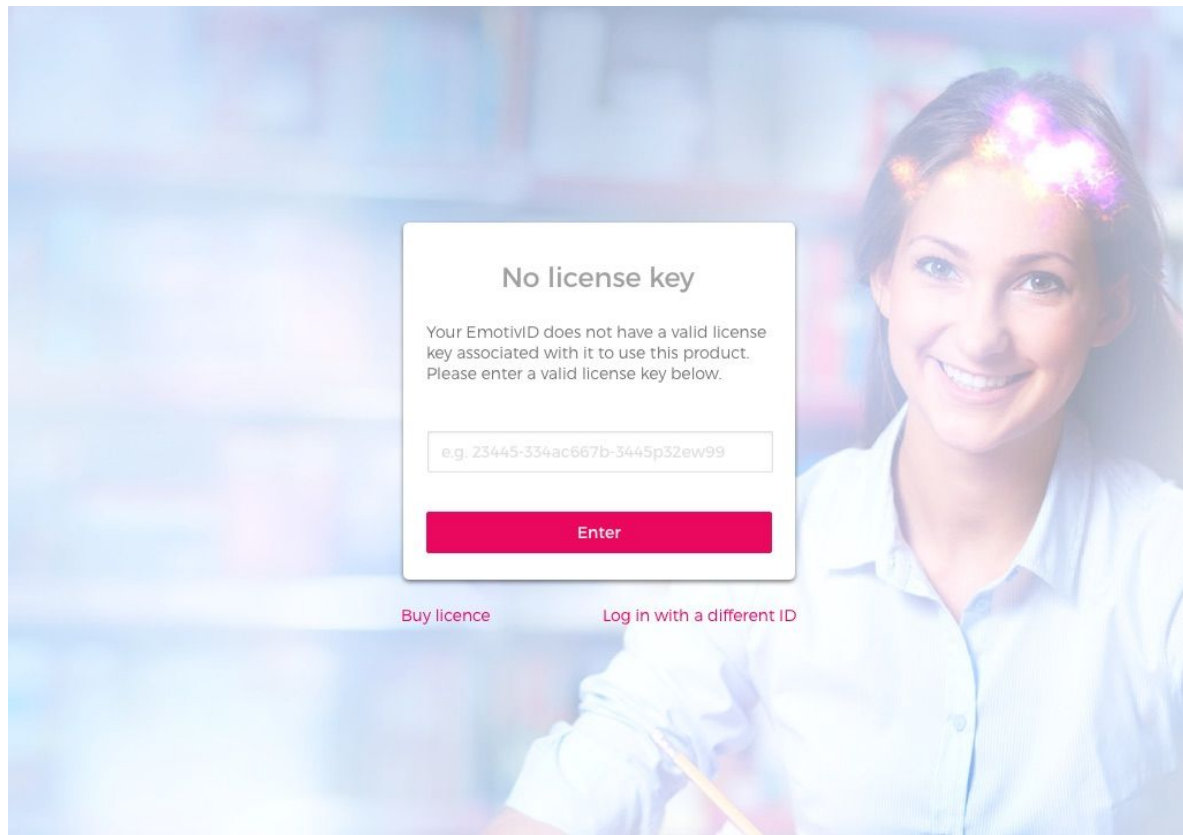 No license key
Your EmotivID does not have a valid license
key associated with it to use this product.
Please enter a valid license key below.
e.g. 23445-334ac667b-3445p32ew99
Enter
Buy licence
Log in with a different ID